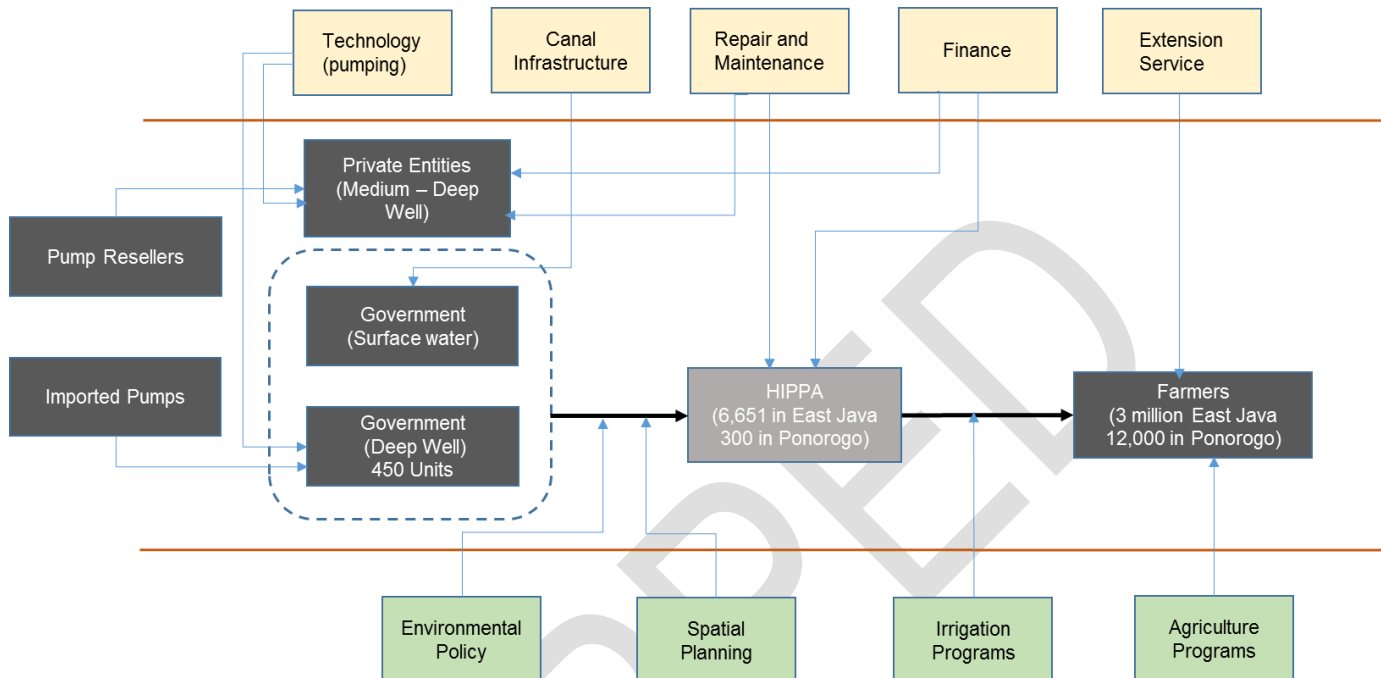 Technology
(pumping)
Canal
Infrastructure
Repair and
Maintenance
Finance
Extension
Service
Private Entities
(Medium – Deep
Well)
Pump Resellers
Government
(Surface water)
Imported Pumps
Government
(Deep Well)
450 Units
HIPPA
(6,651 in East Java
300 in Ponorogo)
Farmers
(3 million East Java
12,000 in Ponorogo)
Environmental
Policy
Spatial
Planning
Irrigation
Programs
Agriculture
Programs